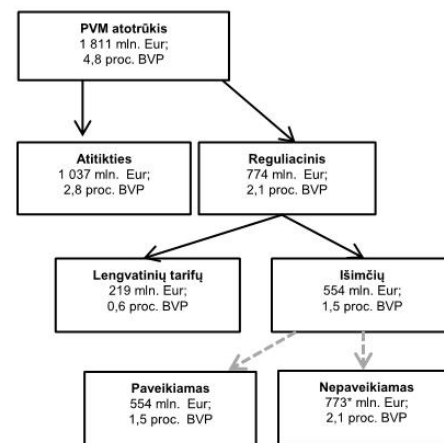 PVM atotrūkis
1 811 mln. Eur;
4,8 proc. BVP
Atitikties
1 037 mln. Eur;
2,8 proc. BVP
Reguliacinis
774 mln. Eur;
2,1 proc. BVP
Lengvatinių tarifų
219 mln. Eur;
0,6 proc. BVP
Išimčių
554 mln. Eur;
1,5 proc. BVP
Paveikiamas
554 mln. Eur;
1,5 proc. BVP
Nepaveikiamas
773* mln. Eur;
2,1 proc. BVP